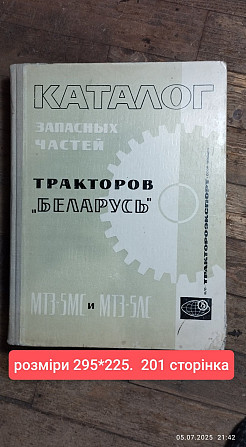 КАТАЛОГ
ЗАПАСНЫХ
ЧАСТЕЙ
ТРАКТОРОВ
„БЕЛАРУСЬ"
МТЗ-5МС и МТЗ-5ЛС
ТРАКТОРОЭКСПОРТ
розміри 295*225. 201 сторінка
05.07.2025 21:42